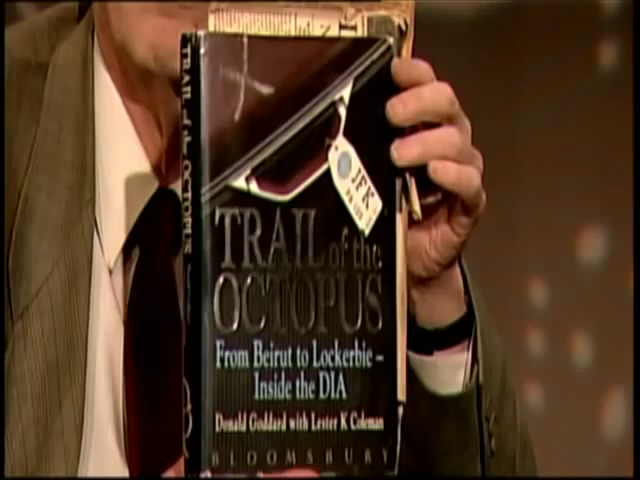 TRAIL of the OCTOPUS
JFK
TRAIL of the
OCTOPUS
From Beirut to Lockerbie –
Inside the DIA
Donald Goddard with Lester K Coleman
BLOOMSBURY